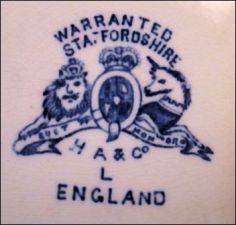 WARRANTED
STAFFORDSHIRE
H A & Co
L
ENGLAND